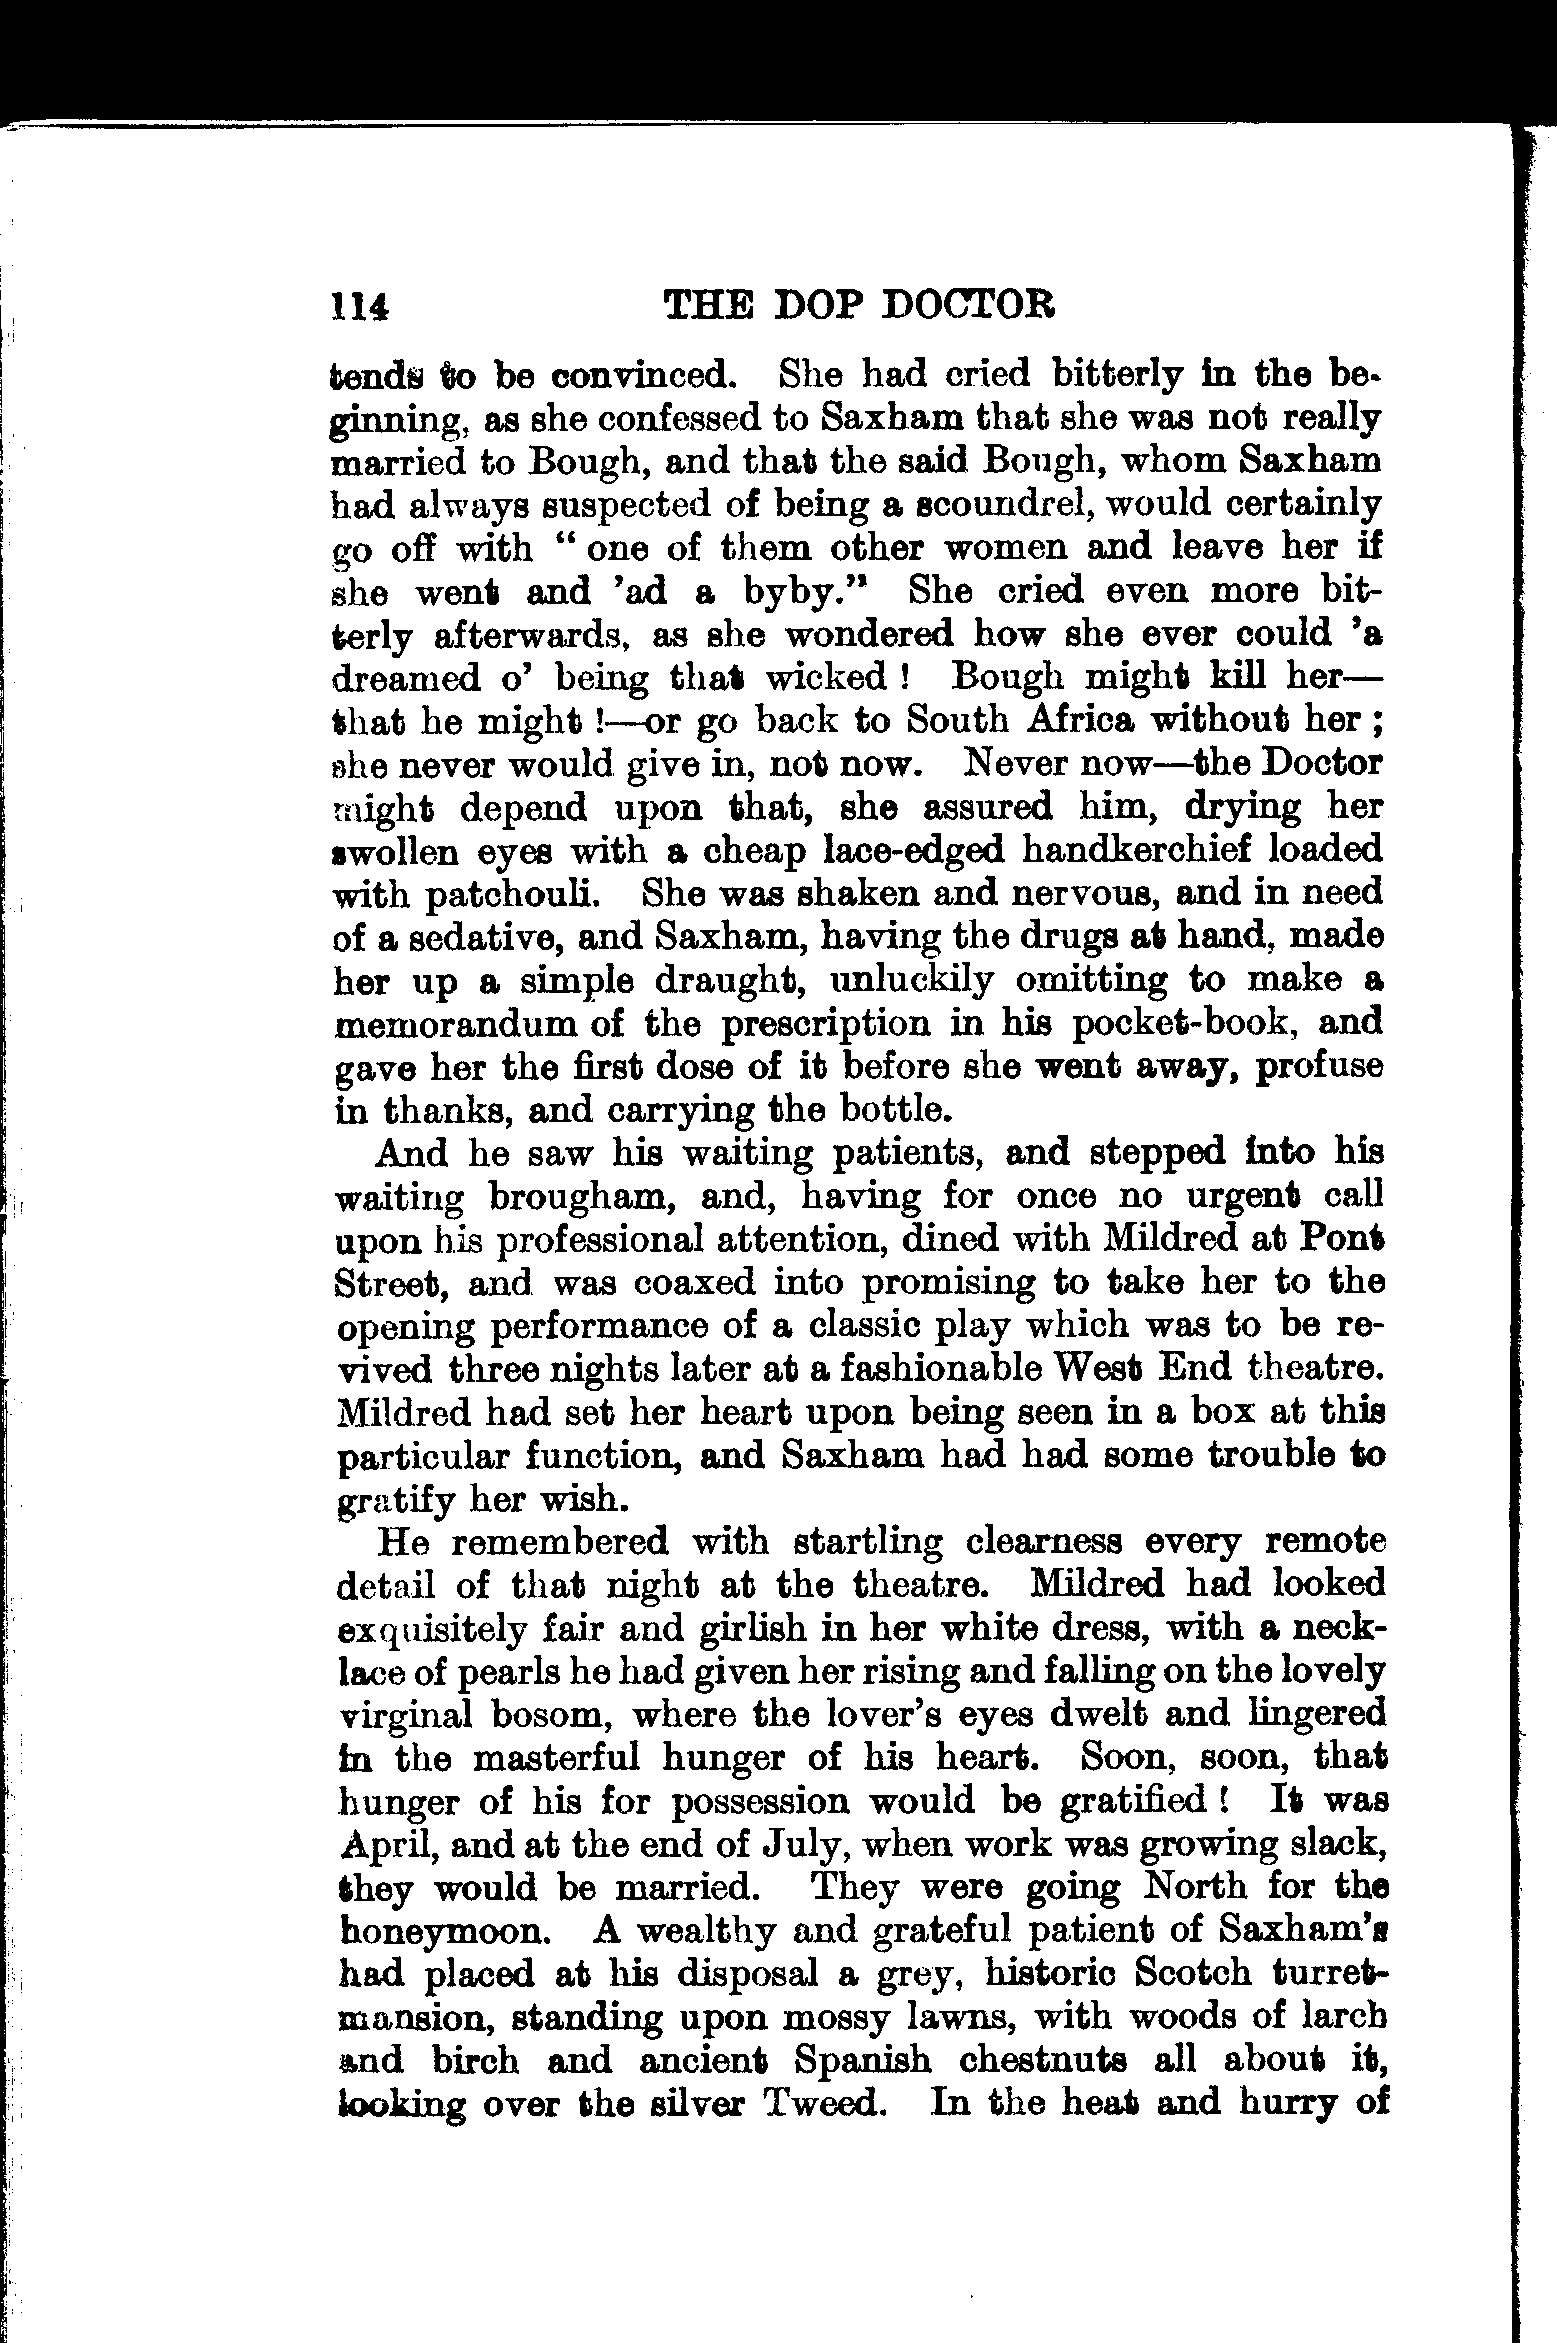 114 THE DOP DOCTOR
tends to be convinced. She had cried bitterly in the be-
ginning, as she confessed to Saxham that she was not really
married to Bough, and that the said Bough, whom Saxham
had always suspected of being a scoundrel, would certainly
go off with “ one of them other women and leave her if
she went and ’ad a byby.” She cried even more bit-
terly afterwards, as she wondered how she ever could ’a
dreamed o’ being that wicked ! Bough might kill her—
that he might !—or go back to South Africa without her ;
she never would give in, not now. Never now—the Doctor
might depend upon that, she assured him, drying her
swollen eyes with a cheap lace-edged handkerchief loaded
with patchouli. She was shaken and nervous, and in need
of a sedative, and Saxham, having the drugs at hand, made
her up a simple draught, unluckily omitting to make a
memorandum of the prescription in his pocket-book, and
gave her the first dose of it before she went away, profuse
in thanks, and carrying the bottle.
And he saw his waiting patients, and stepped into his
waiting brougham, and, having for once no urgent call
upon his professional attention, dined with Mildred at Pont
Street, and was coaxed into promising to take her to the
opening performance of a classic play which was to be re-
vived three nights later at a fashionable West End theatre.
Mildred had set her heart upon being seen in a box at this
particular function, and Saxham had had some trouble to
gratify her wish.
He remembered with startling clearness every remote
detail of that night at the theatre. Mildred had looked
exquisitely fair and girlish in her white dress, with a neck-
lace of pearls he had given her rising and falling on the lovely
virginal bosom, where the lover’s eyes dwelt and lingered
in the masterful hunger of his heart. Soon, soon, that
hunger of his for possession would be gratified ! It was
April, and at the end of July, when work was growing slack,
they would be married. They were going North for the
honeymoon. A wealthy and grateful patient of Saxham’s
had placed at his disposal a grey, historic Scotch turret-
mansion, standing upon mossy lawns, with woods of larch
and birch and ancient Spanish chestnuts all about it,
looking over the silver Tweed. In the heat and hurry of